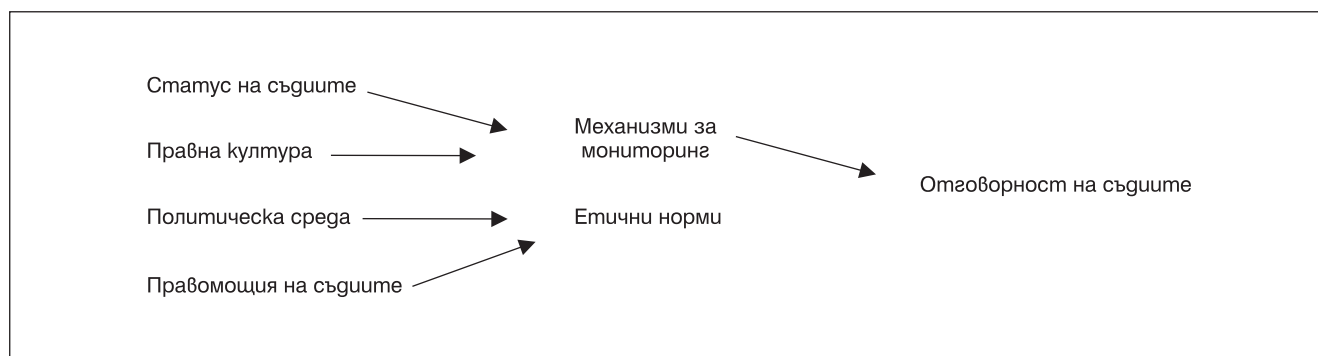 Статус на съдиите
Правна култура
Политическа среда
Правомощия на съдиите
Механизми за
мониторинг
Етични норми
Отговорност на съдиите